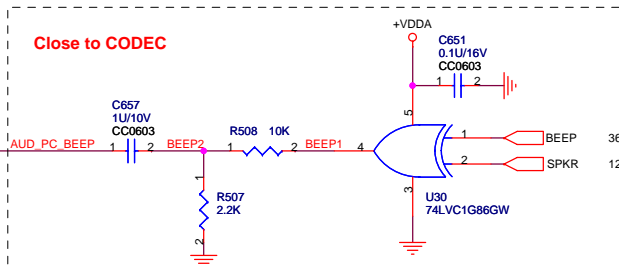 Close to CODEC
+VDDA
C651
0.1U/16V
CC0603
1 2
5
C657
1U/10V
CC0603
AUD_PC_BEEP 1 2 BEEP2
R508 10K
1 2 BEEP1 4
1 BEEP 36
2 SPKR 12
3
U30
74LVC1G86GW
1
R507
2.2K
2